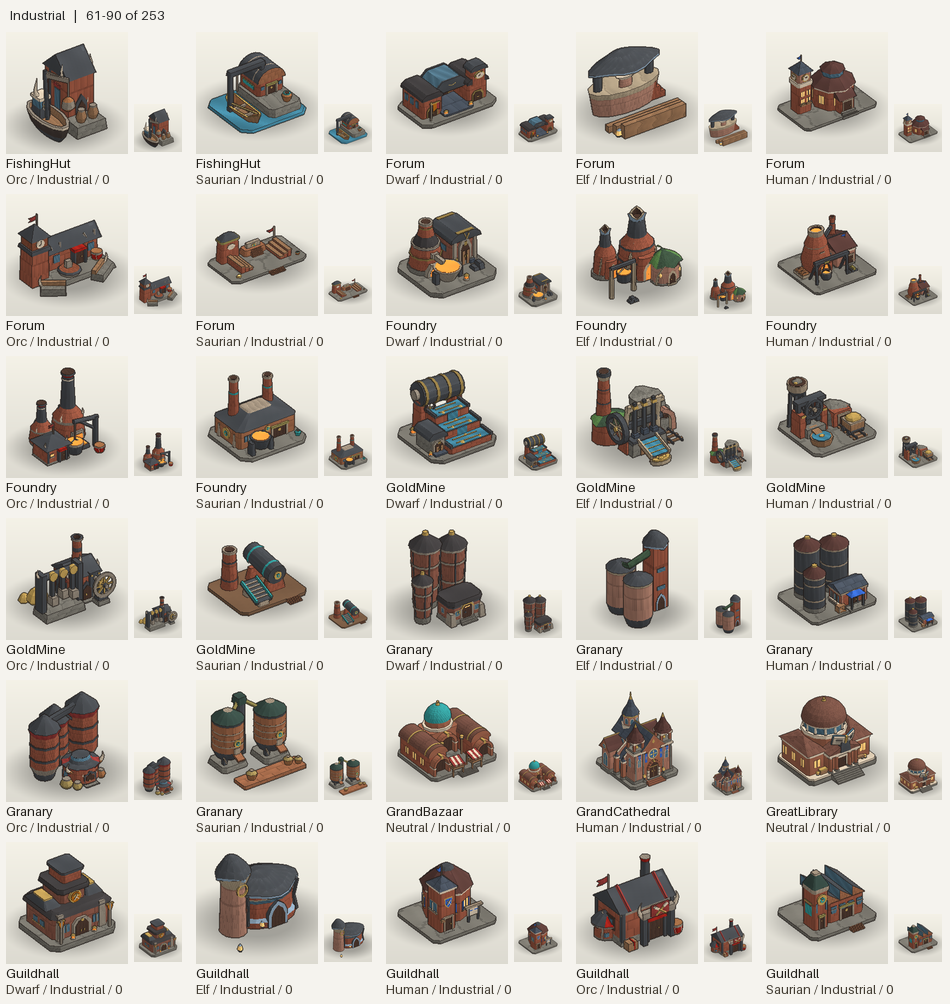 Industrial | 61-90 of 253
FishingHut
Orc / Industrial / 0
FishingHut
Saurian / Industrial / 0
Forum
Dwarf / Industrial / 0
Forum
Elf / Industrial / 0
Forum
Human / Industrial / 0
Forum
Orc / Industrial / 0
Forum
Saurian / Industrial / 0
Foundry
Dwarf / Industrial / 0
Foundry
Elf / Industrial / 0
Foundry
Human / Industrial / 0
Foundry
Orc / Industrial / 0
Foundry
Saurian / Industrial / 0
GoldMine
Dwarf / Industrial / 0
GoldMine
Elf / Industrial / 0
GoldMine
Human / Industrial / 0
GoldMine
Orc / Industrial / 0
GoldMine
Saurian / Industrial / 0
Granary
Dwarf / Industrial / 0
Granary
Elf / Industrial / 0
Granary
Human / Industrial / 0
Granary
Orc / Industrial / 0
Granary
Saurian / Industrial / 0
GrandBazaar
Neutral / Industrial / 0
GrandCathedral
Human / Industrial / 0
GreatLibrary
Neutral / Industrial / 0
Guildhall
Dwarf / Industrial / 0
Guildhall
Elf / Industrial / 0
Guildhall
Human / Industrial / 0
Guildhall
Orc / Industrial / 0
Guildhall
Saurian / Industrial / 0